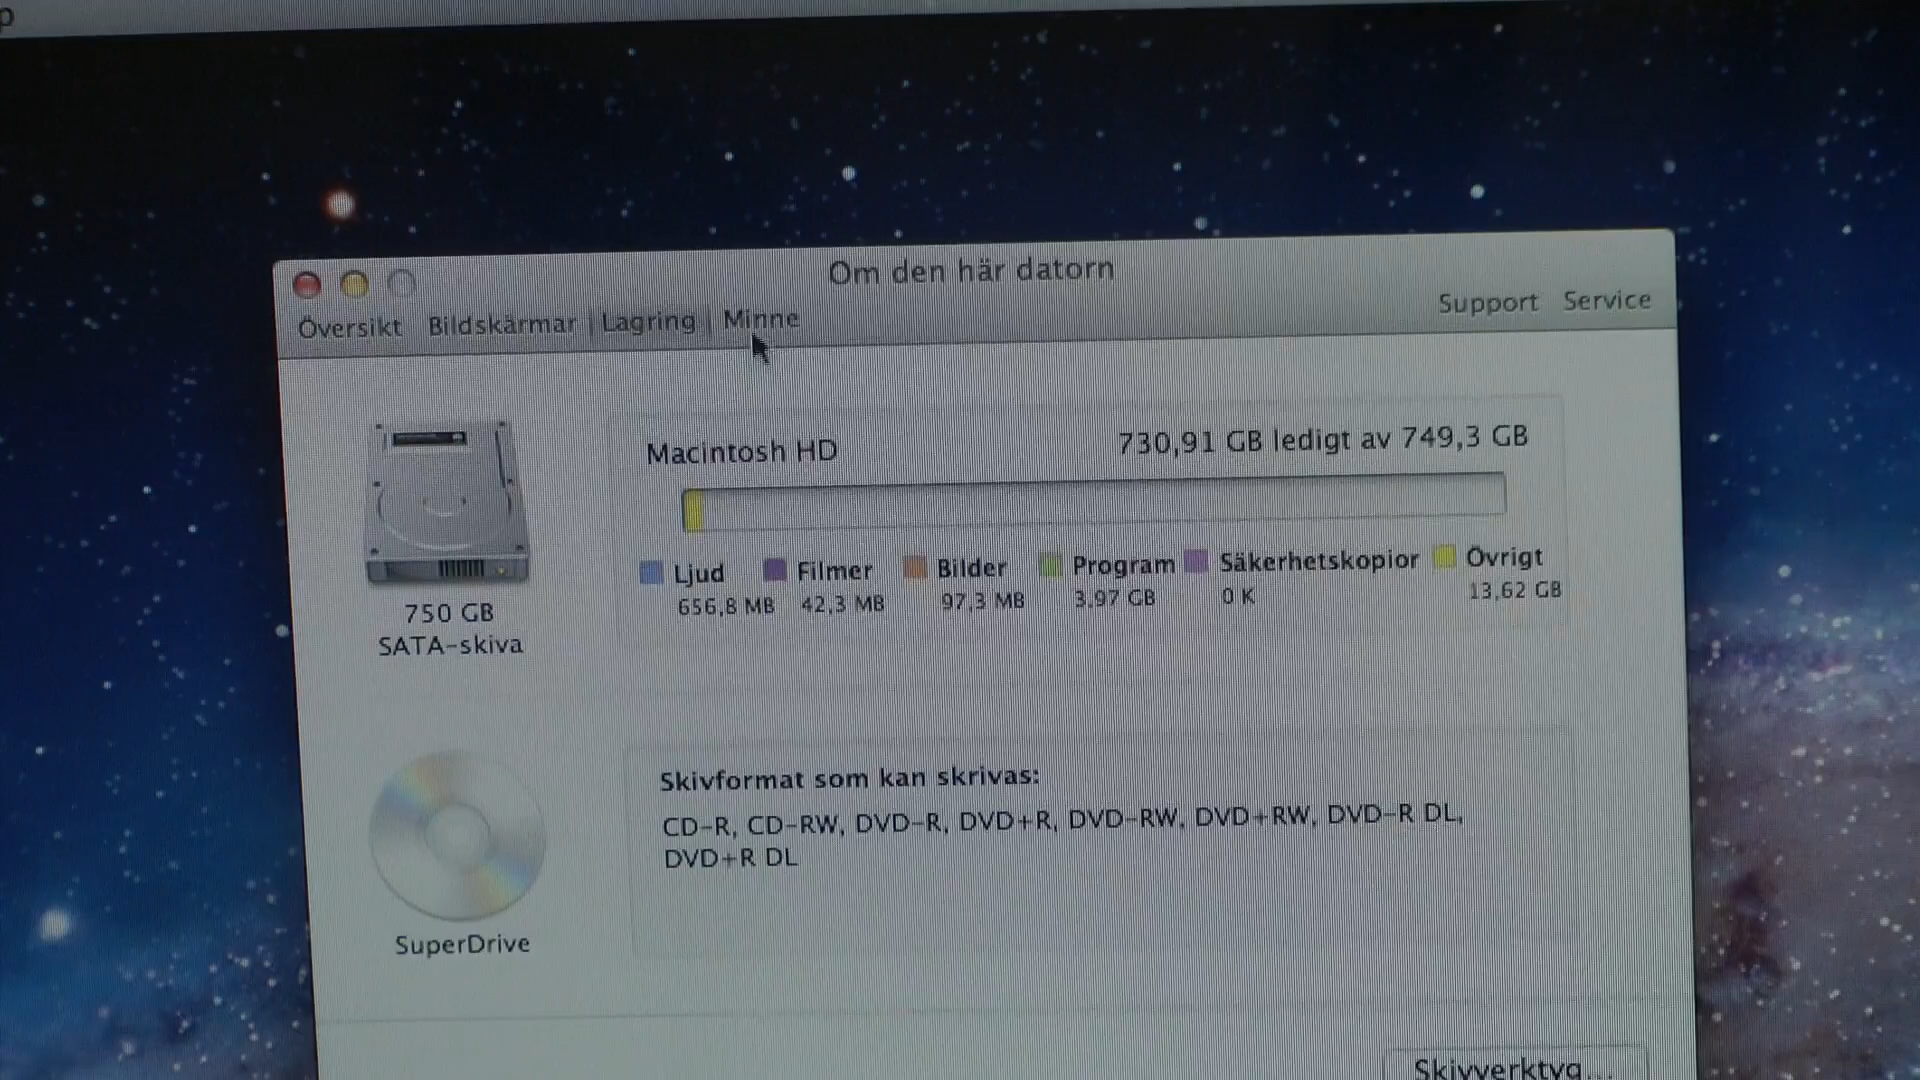 p
Om den här datorn
Översikt Bildskärmar Lagring Minne Support Service
Macintosh HD 730,91 GB ledigt av 749,3 GB
Ljud Filmer Bilder Program Säkerhetskopior Övrigt
656,8 MB 42,3 MB 97,3 MB 3,97 GB 0 K 13,62 GB
750 GB
SATA-skiva
Skivformat som kan skrivas:
CD-R, CD-RW, DVD-R, DVD+R, DVD-RW, DVD+RW, DVD-R DL,
DVD+R DL
SuperDrive
Skivverktyg...